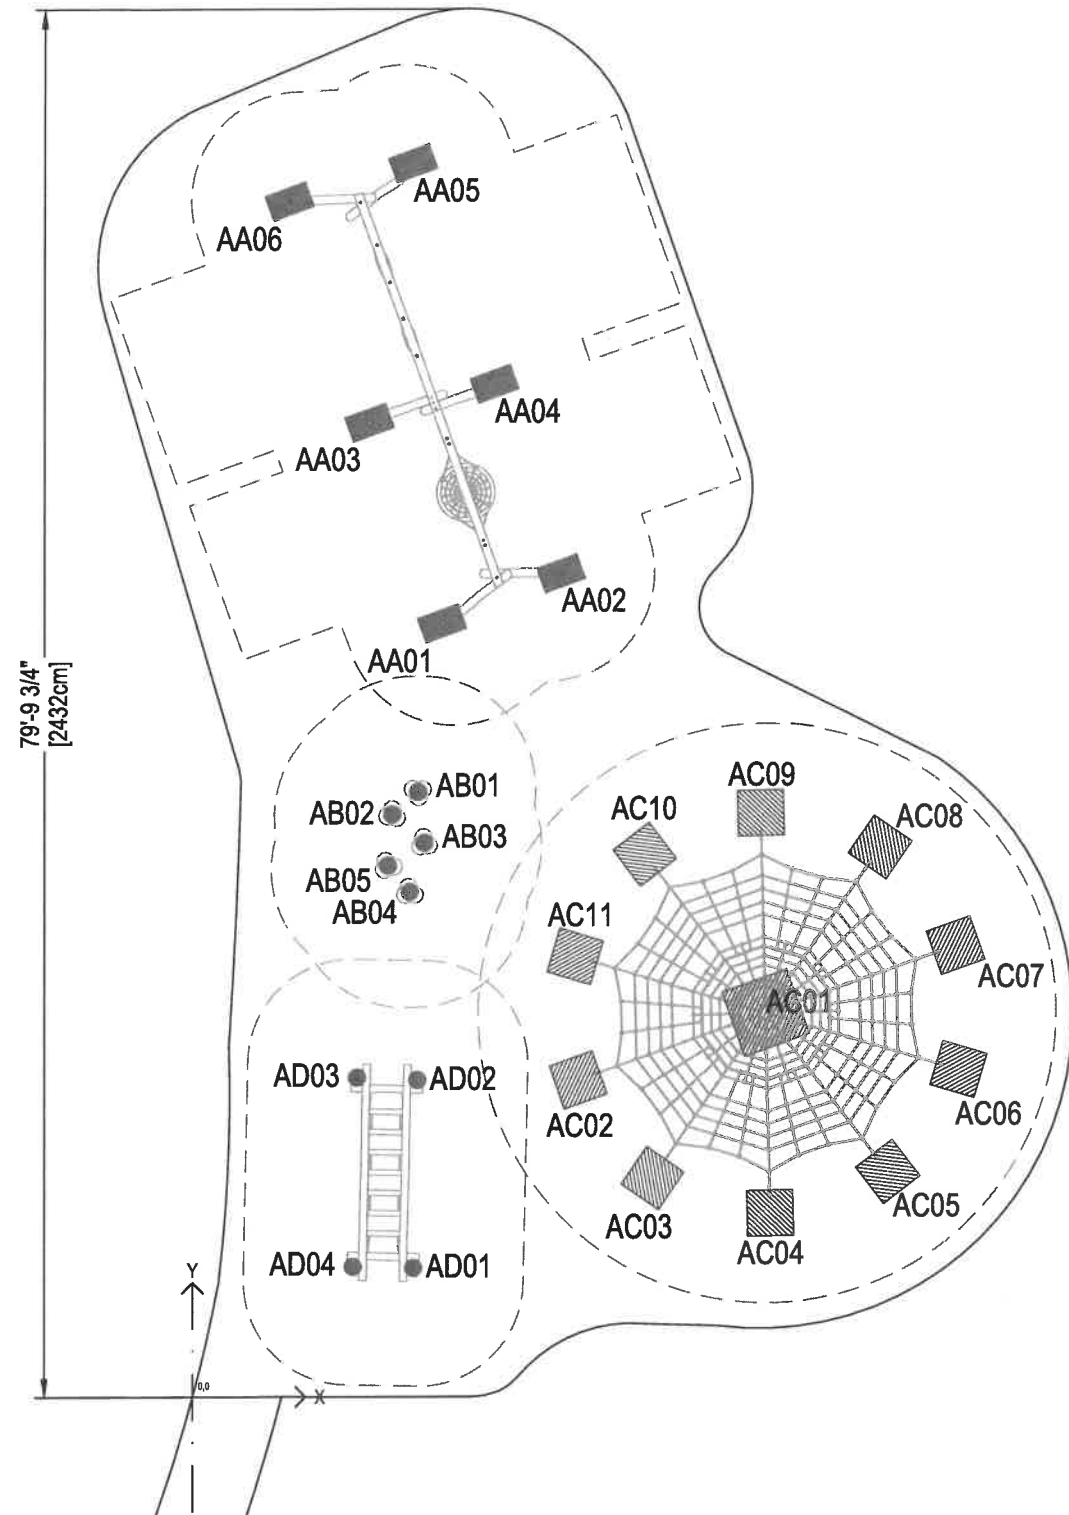 AA05
AA06
AA04
AA03
AA02
AA01
79'-9 3/4"
[2432cm]
AC09
AB01
AC10
AC08
AB02
AB03
AB05
AB04
AC11
AC07
AC01
AD03
AD02
AC06
AC02
AC05
AC03
AC04
AD04
AD01
Y
0,0
X